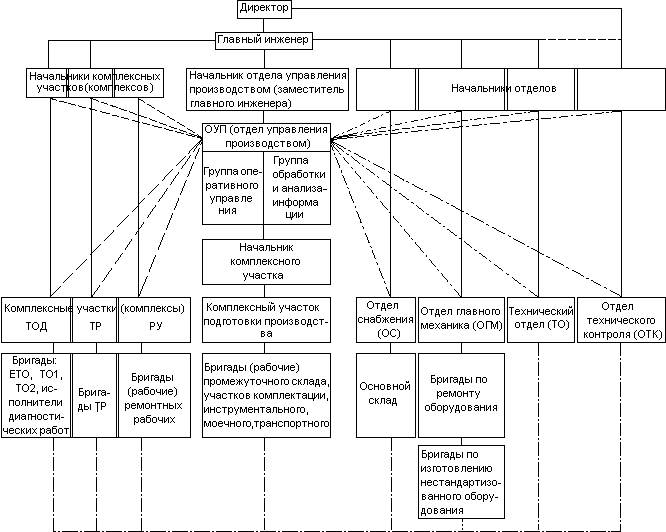 Директор
Главный инженер
Начальники комплексных
участков(комплексов)
Начальник отдела управления
производством (заместитель
главного инженера)
Начальники отделов
ОУП (отдел управления
производством)
Группа опе-
ративного
управле
ния
Группа
обработки
и анализа-
информа
ции
Начальник
комплексного
участка
Комплексные участки (комплексы)
ТОД ТР РУ
Комплексный участок
подготовки производст-
ва
Отдел
снабжения
(ОС)
Отдел главного
механика (ОГМ)
Технический
отдел (ТО)
Отдел
технического
контроля (ОТК)
Бригады:
ЕТО, ТО1,
ТО2, ис-
полнители
диагности-
ческих работ
Брига-
ды ТР
Бригады
(рабочие)
ремонтных
рабочих
Бригады (рабочие)
промежуточного склада,
участков комплектации,
инструментального,
моечного,транспортного
Основной
склад
Бригады по
ремонту
оборудования
Бригады по
изготовлению
нестандартизо-
ванного обору-
дования